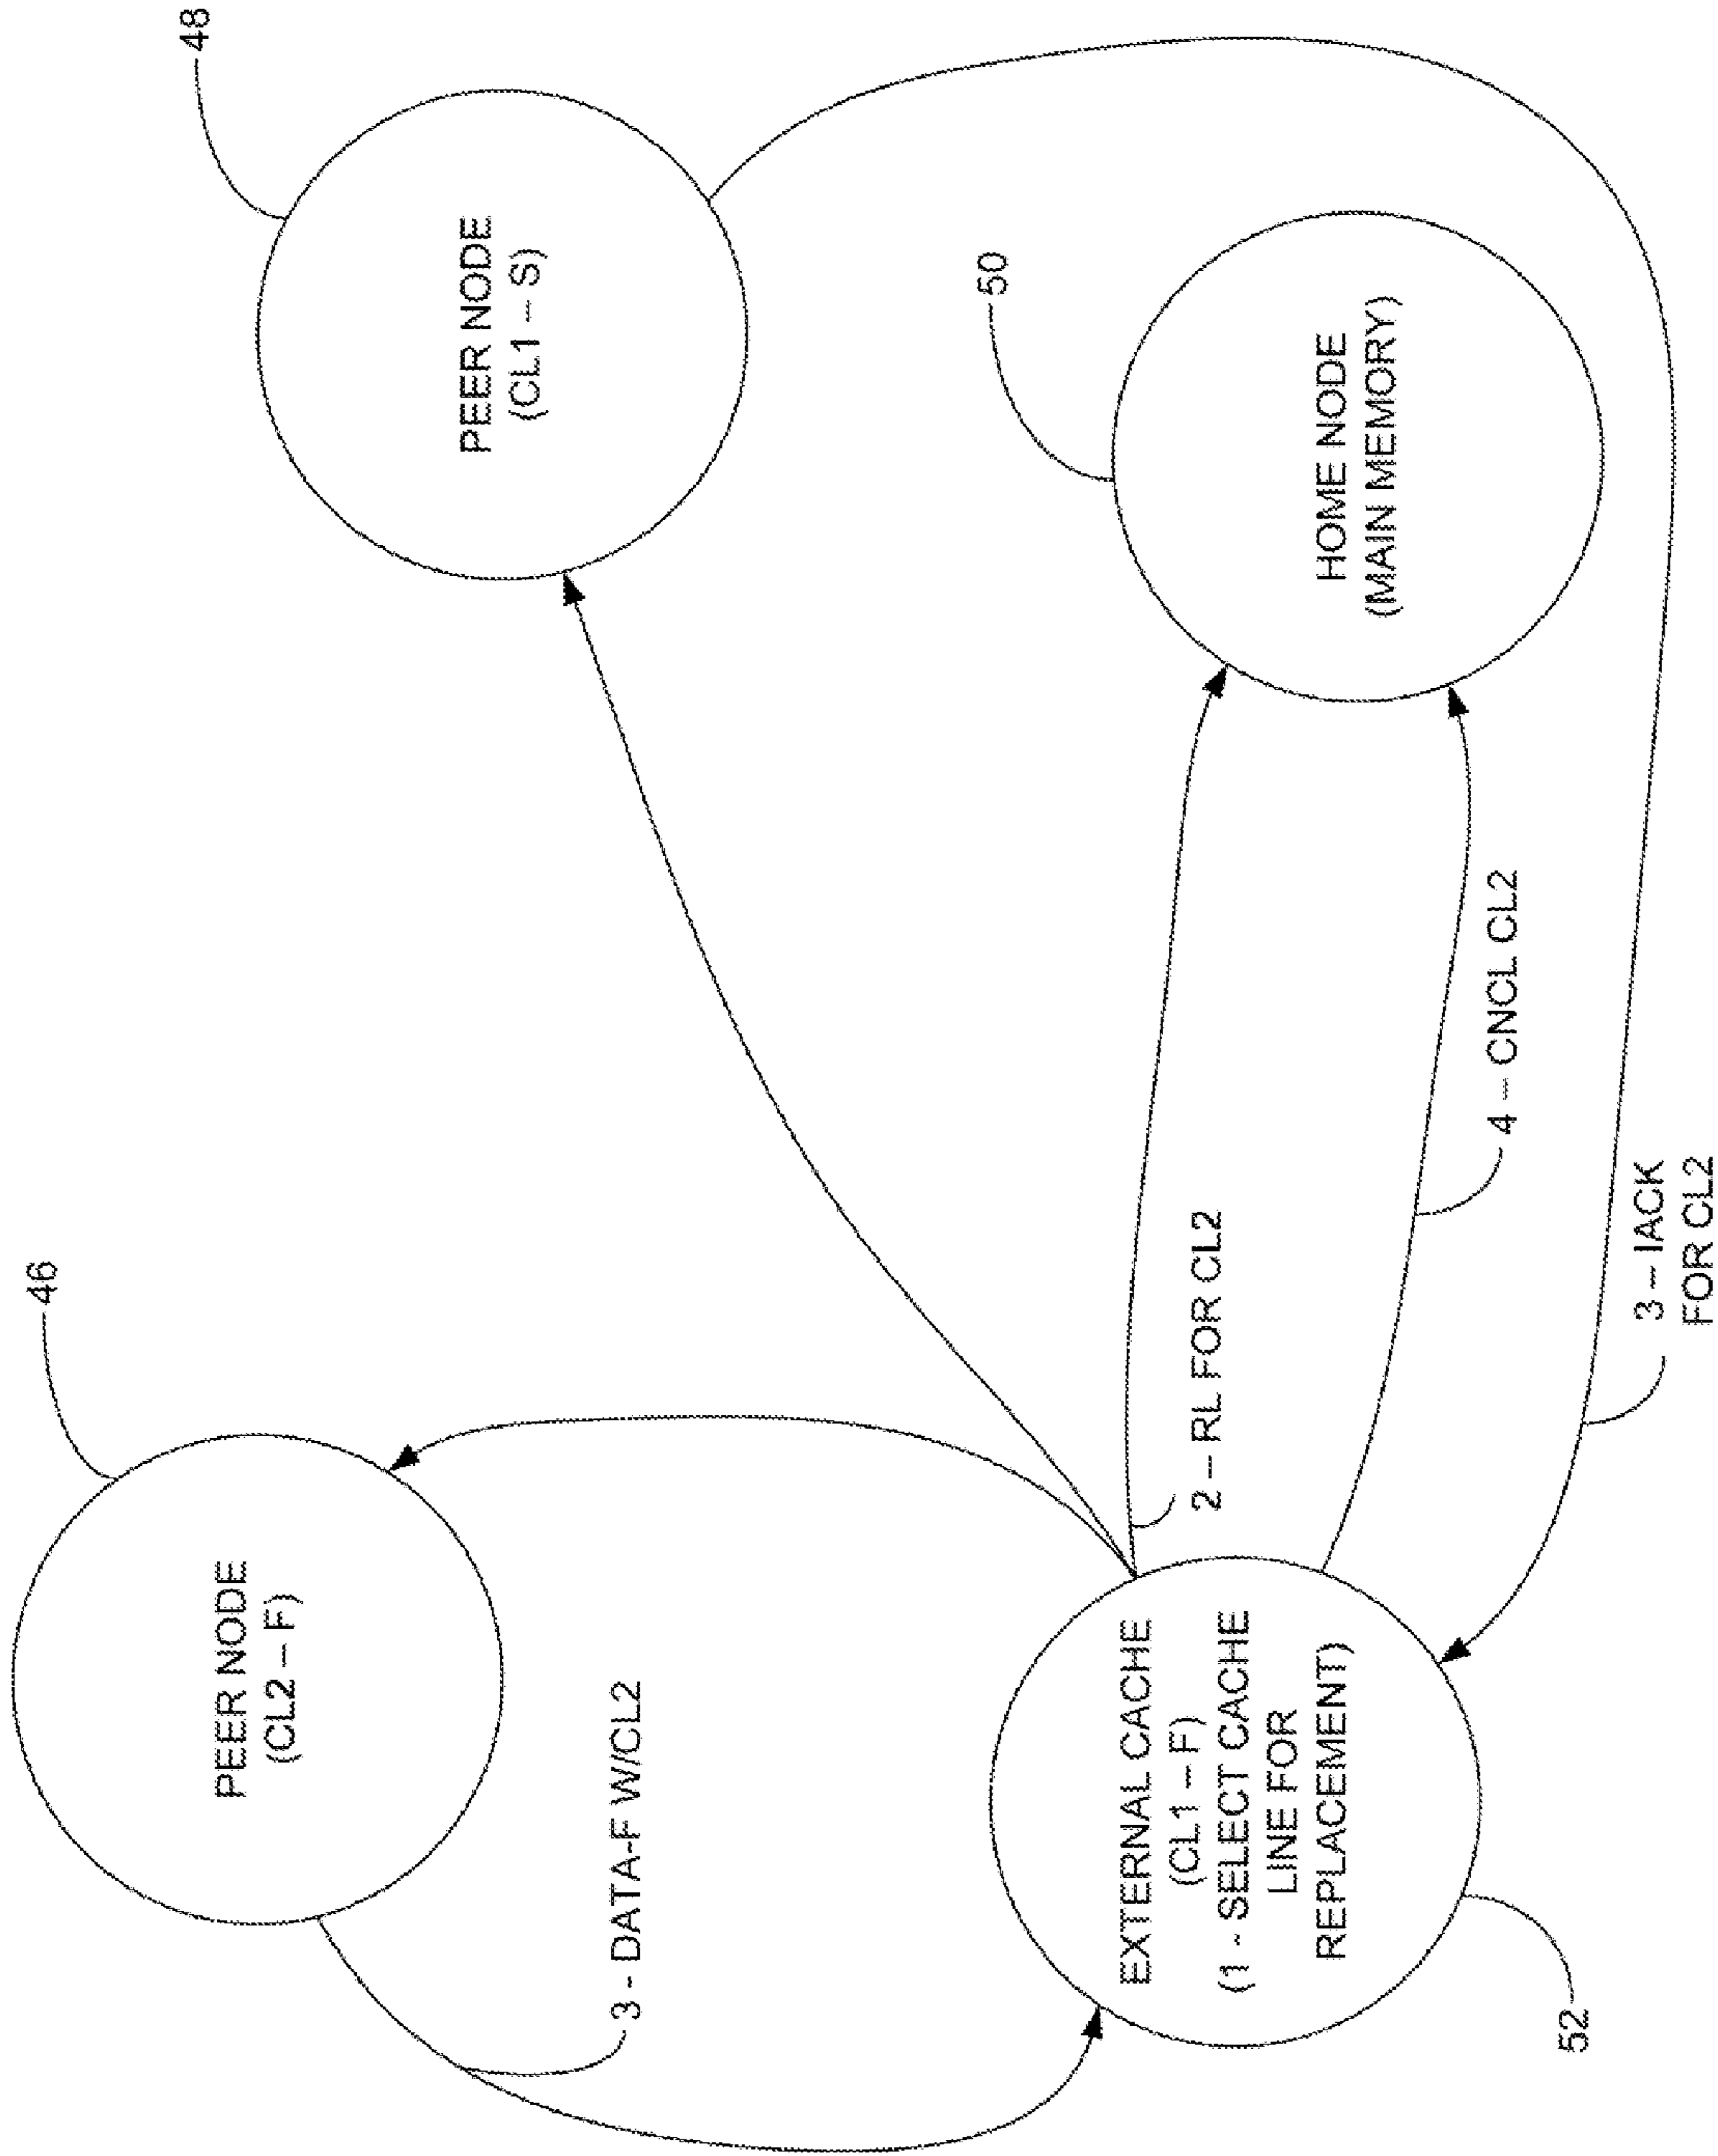 46
PEER NODE
(CL2 – F)
48
PEER NODE
(CL1 – S)
3 - DATA-F W/CL2
50
HOME NODE
(MAIN MEMORY)
EXTERNAL CACHE
(CL1 – F)
(1 - SELECT CACHE
LINE FOR
REPLACEMENT)
52
2 – RL FOR CL2
4 – CNCL CL2
3 – IACK
FOR CL2